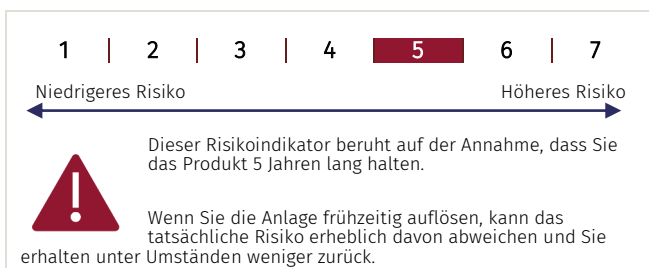 1 | 2 | 3 | 4 5 6 | 7
Niedrigeres Risiko Höheres Risiko
Dieser Risikoindikator beruht auf der Annahme, dass Sie
das Produkt 5 Jahren lang halten.
Wenn Sie die Anlage frühzeitig auflösen, kann das
tatsächliche Risiko erheblich davon abweichen und Sie
erhalten unter Umständen weniger zurück.